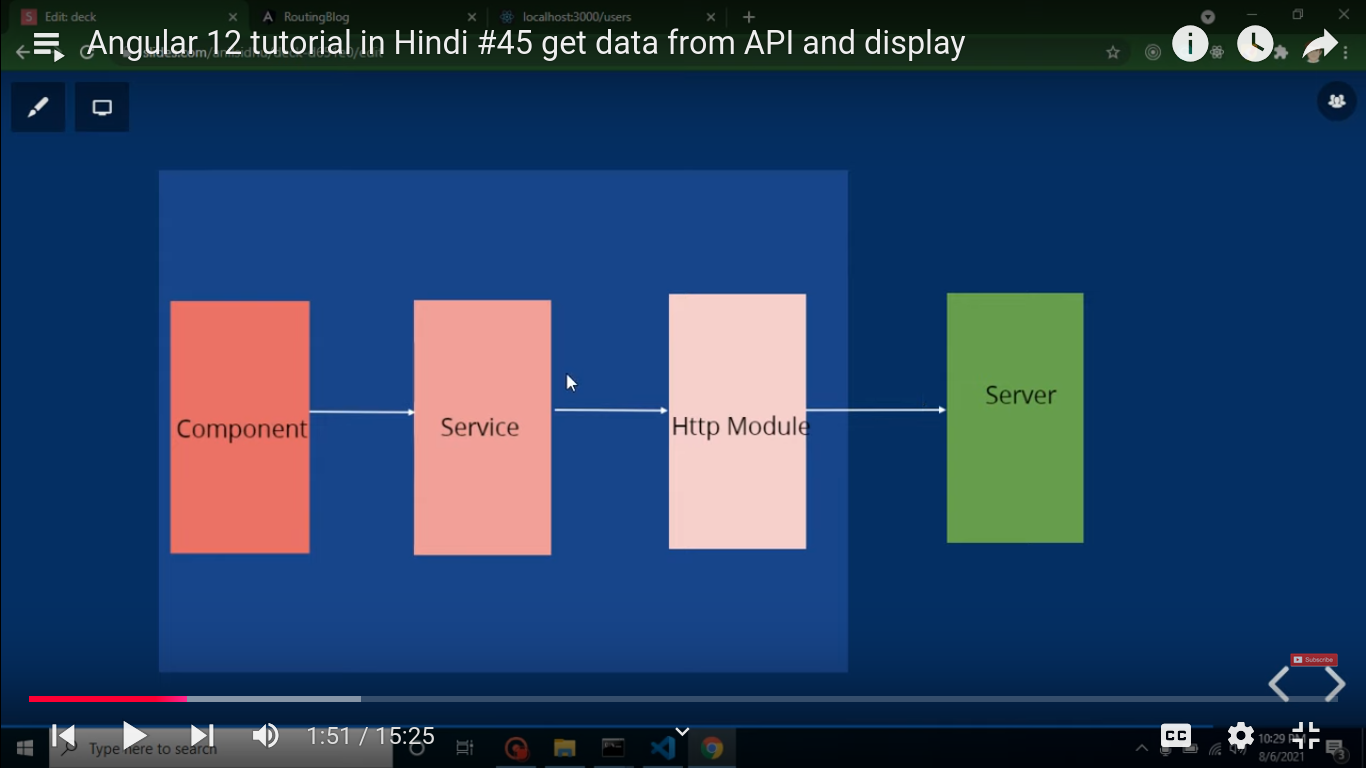 Edit: deck
RoutingBlog
localhost:3000/users
Angular 12 tutorial in Hindi #45 get data from API and display
Component
Service
Http Module
Server
Subscribe
1:51 / 15:25
CC
Type here to search
10:29 PM
8/6/2021
3